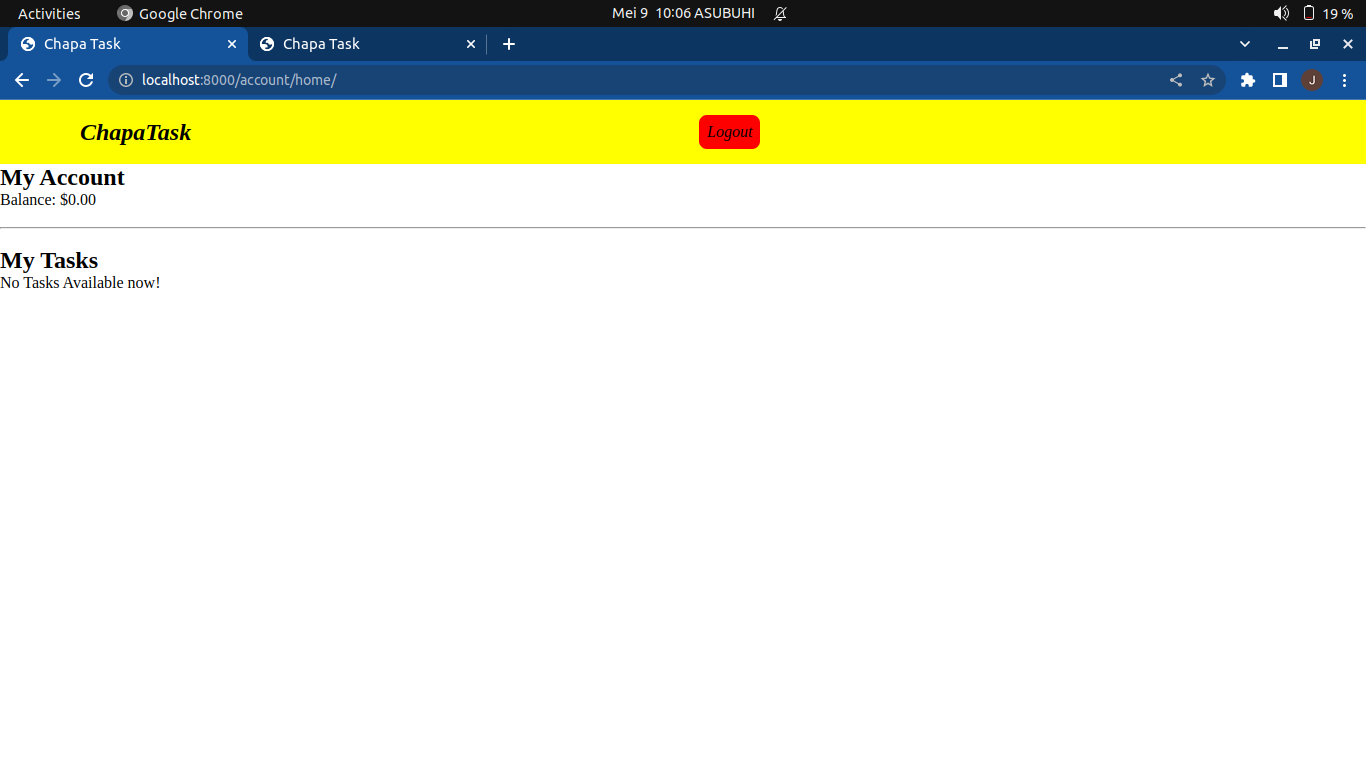 Activities Google Chrome Mei 9 10:06 ASUBUHI 19 %
Chapa Task Chapa Task
localhost:8000/account/home/ J
ChapaTask Logout
My Account
Balance: $0.00
My Tasks
No Tasks Available now!